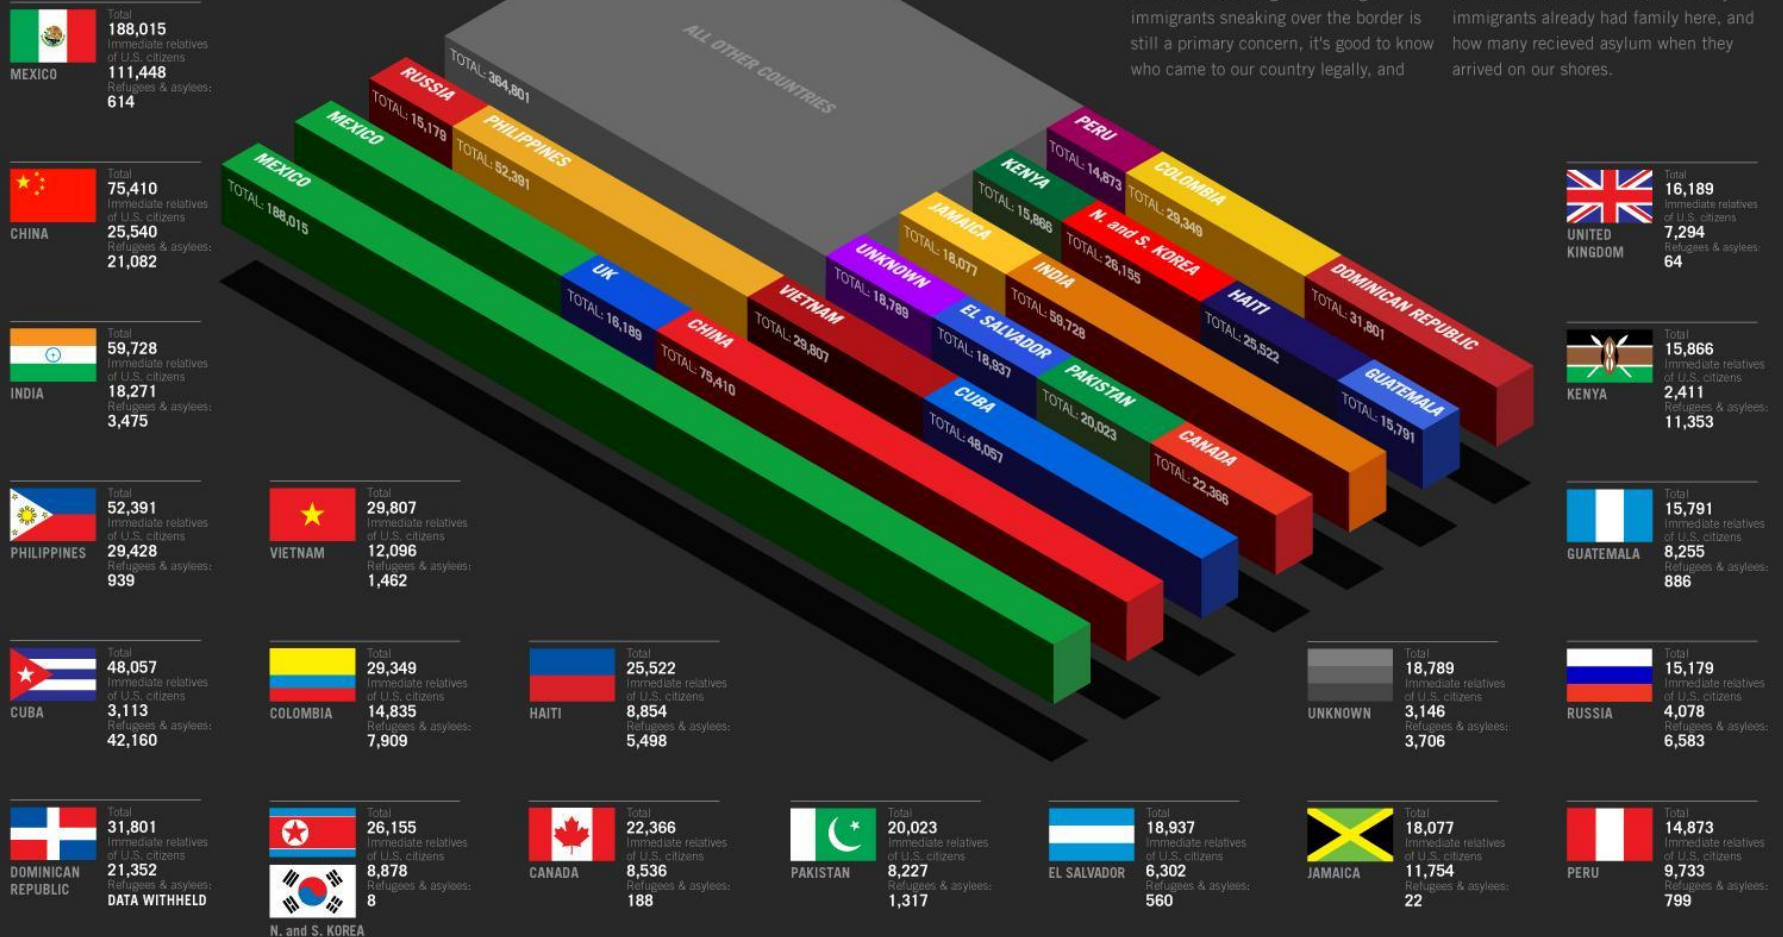 immigrants sneaking over the border is
still a primary concern, it's good to know
who came to our country legally, and
immigrants already had family here, and
how many recieved asylum when they
arrived on our shores.
ALL OTHER COUNTRIES
TOTAL: 364,801
RUSSIA
TOTAL: 15,179
PHILIPPINES
TOTAL: 52,391
MEXICO
MEXICO
TOTAL: 188,015
UK
TOTAL: 16,189
CHINA
TOTAL: 75,410
VIETNAM
TOTAL: 29,807
CUBA
TOTAL: 48,057
UNKNOWN
TOTAL: 18,789
EL SALVADOR
TOTAL: 18,937
PAKISTAN
TOTAL: 20,023
CANADA
TOTAL: 22,366
JAMAICA
TOTAL: 18,077
INDIA
TOTAL: 59,728
KENYA
TOTAL: 15,866
N. and S. KOREA
TOTAL: 26,155
HAITI
TOTAL: 25,522
GUATEMALA
TOTAL: 15,791
PERU
TOTAL: 14,873
COLOMBIA
TOTAL: 29,349
DOMINICAN REPUBLIC
TOTAL: 31,801
MEXICO
Total
188,015
Immediate relatives
of U.S. citizens
111,448
Refugees & asylees:
614
CHINA
Total
75,410
Immediate relatives
of U.S. citizens
25,540
Refugees & asylees:
21,082
INDIA
Total
59,728
Immediate relatives
of U.S. citizens
18,271
Refugees & asylees:
3,475
PHILIPPINES
Total
52,391
Immediate relatives
of U.S. citizens
29,428
Refugees & asylees:
939
VIETNAM
Total
29,807
Immediate relatives
of U.S. citizens
12,096
Refugees & asylees:
1,462
CUBA
Total
48,057
Immediate relatives
of U.S. citizens
3,113
Refugees & asylees:
42,160
COLOMBIA
Total
29,349
Immediate relatives
of U.S. citizens
14,835
Refugees & asylees:
7,909
HAITI
Total
25,522
Immediate relatives
of U.S. citizens
8,854
Refugees & asylees:
5,498
DOMINICAN
REPUBLIC
Total
31,801
Immediate relatives
of U.S. citizens
21,352
Refugees & asylees:
DATA WITHHELD
N. and S. KOREA
Total
26,155
Immediate relatives
of U.S. citizens
8,878
Refugees & asylees:
8
CANADA
Total
22,366
Immediate relatives
of U.S. citizens
8,536
Refugees & asylees:
188
PAKISTAN
Total
20,023
Immediate relatives
of U.S. citizens
8,227
Refugees & asylees:
1,317
EL SALVADOR
Total
18,937
Immediate relatives
of U.S. citizens
6,302
Refugees & asylees:
560
JAMAICA
Total
18,077
Immediate relatives
of U.S. citizens
11,754
Refugees & asylees:
22
PERU
Total
14,873
Immediate relatives
of U.S. citizens
9,733
Refugees & asylees:
799
UNKNOWN
Total
18,789
Immediate relatives
of U.S. citizens
3,146
Refugees & asylees:
3,706
RUSSIA
Total
15,179
Immediate relatives
of U.S. citizens
4,078
Refugees & asylees:
6,583
GUATEMALA
Total
15,791
Immediate relatives
of U.S. citizens
8,255
Refugees & asylees:
886
KENYA
Total
15,866
Immediate relatives
of U.S. citizens
2,411
Refugees & asylees:
11,353
UNITED
KINGDOM
Total
16,189
Immediate relatives
of U.S. citizens
7,294
Refugees & asylees:
64